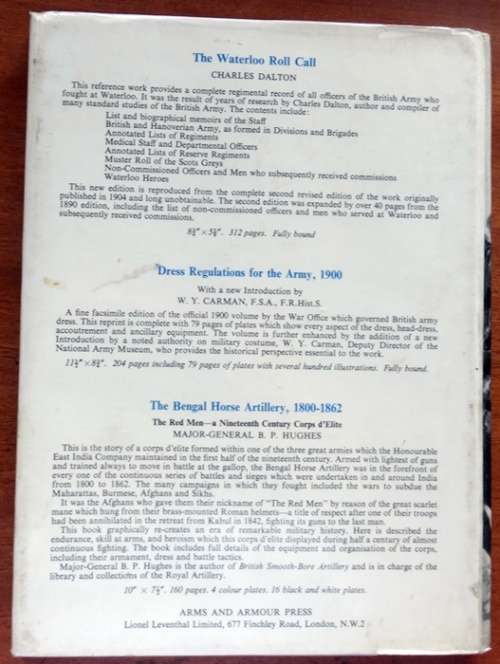 The Waterloo Roll Call
CHARLES DALTON
This reference work provides a complete regimental record of all officers of the British Army who
fought at Waterloo. It was the result of years of research by Charles Dalton, author and compiler of
many standard studies of the British Army. The contents include:
List and biographical memoirs of the Staff
British and Hanoverian Army, as formed in Divisions and Brigades
Annotated Lists of Regiments
Medical Staff and Departmental Officers
Annotated Lists of Reserve Regiments
Muster Roll of the Scots Greys
Non-Commissioned Officers and Men who subsequently received commissions
Waterloo Heroes
This new edition is reproduced from the complete second revised edition of the work originally
published in 1904 and long unobtainable. The second edition was expanded by over 40 pages from the
1890 edition, including the list of non-commissioned officers and men who served at Waterloo and
subsequently received commissions.
8¾" × 5¾". 312 pages. Fully bound
Dress Regulations for the Army, 1900
With a new Introduction by
W. Y. CARMAN, F.S.A., F.R.Hist.S.
A fine facsimile edition of the official 1900 volume by the War Office which governed British army
dress. This reprint is complete with 79 pages of plates which show every aspect of the dress, head-dress,
accoutrement and ancillary equipment. The volume is further enhanced by the addition of a new
Introduction by a noted authority on military costume, W. Y. Carman, Deputy Director of the
National Army Museum, who provides the historical perspective essential to the work.
11½" × 8¾". 204 pages including 79 pages of plates with several hundred illustrations. Fully bound.
The Bengal Horse Artillery, 1800-1862
The Red Men—a Nineteenth Century Corps d'Elite
MAJOR-GENERAL B. P. HUGHES
This is the story of a corps d'elite formed within one of the three great armies which the Honourable
East India Company maintained in the first half of the nineteenth century. Armed with lightest of guns
and trained always to move in battle at the gallop, the Bengal Horse Artillery was in the forefront of
every one of the continuous series of battles and sieges which were undertaken in and around India
from 1800 to 1862. The many campaigns in which they fought included the wars to subdue the
Maharattas, Burmese, Afghans and Sikhs.
It was the Afghans who gave them their nickname of "The Red Men" by reason of the great scarlet
mane which hung from their brass-mounted Roman helmets—a title of respect after one of their troops
had been annihilated in the retreat from Kabul in 1842, fighting its guns to the last man.
This book graphically re-creates an era of remarkable military history. Here is described the
endurance, skill at arms, and heroism which this corps d'elite displayed during half a century of almost
continuous fighting. The book includes full details of the equipment and organisation of the corps,
including their armament, dress and battle tactics.
Major-General B. P. Hughes is the author of British Smooth-Bore Artillery and is in charge of the
library and collections of the Royal Artillery.
10" × 7½". 160 pages. 4 colour plates. 16 black and white plates.
ARMS AND ARMOUR PRESS
Lionel Leventhal Limited, 677 Finchley Road, London, N.W.2